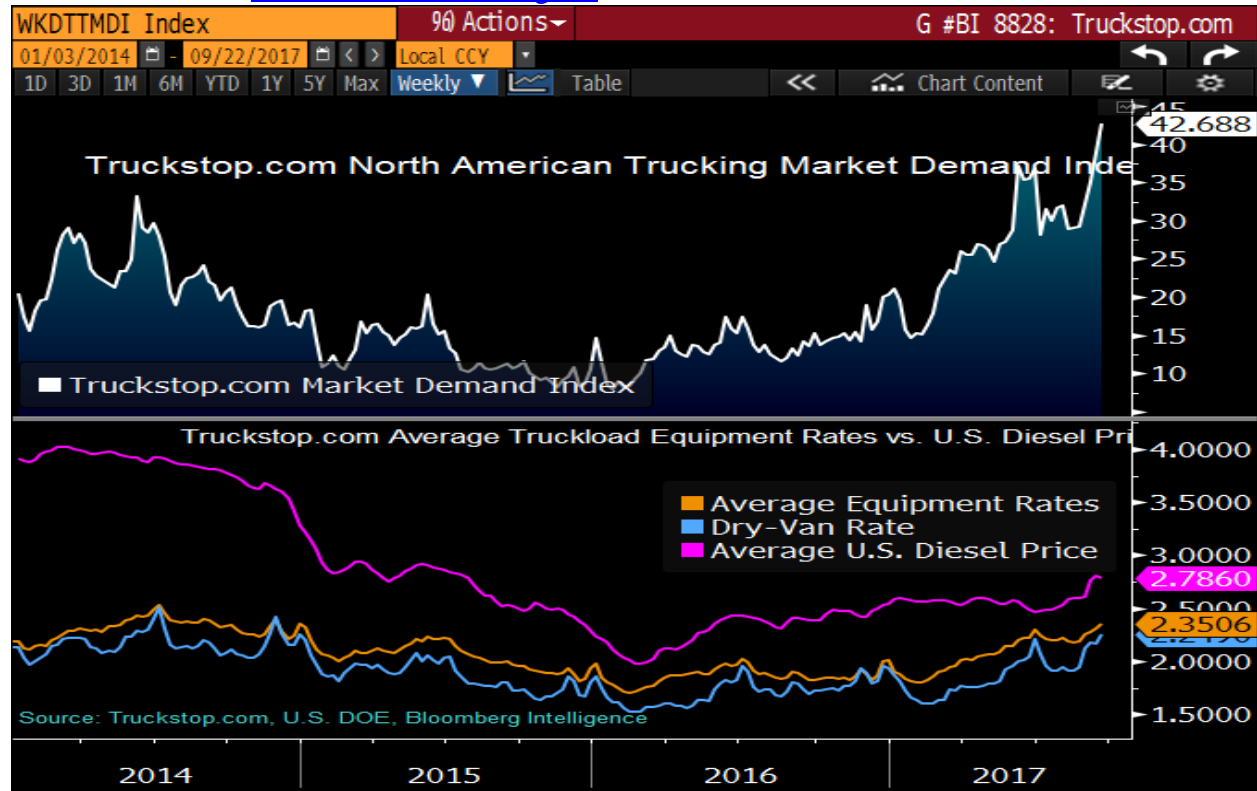 WKDTTMDI Index 96) Actions G #BI 8828: Truckstop.com
01/03/2014 - 09/22/2017 < > Local CCY
1D 3D 1M 6M YTD 1Y 5Y Max Weekly ▼ Table << Chart Content
45
42.688
Truckstop.com North American Trucking Market Demand Inde
40
35
30
25
20
15
10
Truckstop.com Market Demand Index
Truckstop.com Average Truckload Equipment Rates vs. U.S. Diesel Pri
4.0000
Average Equipment Rates
3.5000
Dry-Van Rate
Average U.S. Diesel Price
3.0000
2.7860
2.5000
2.3506
2.0000
1.5000
Source: Truckstop.com, U.S. DOE, Bloomberg Intelligence
2014 2015 2016 2017